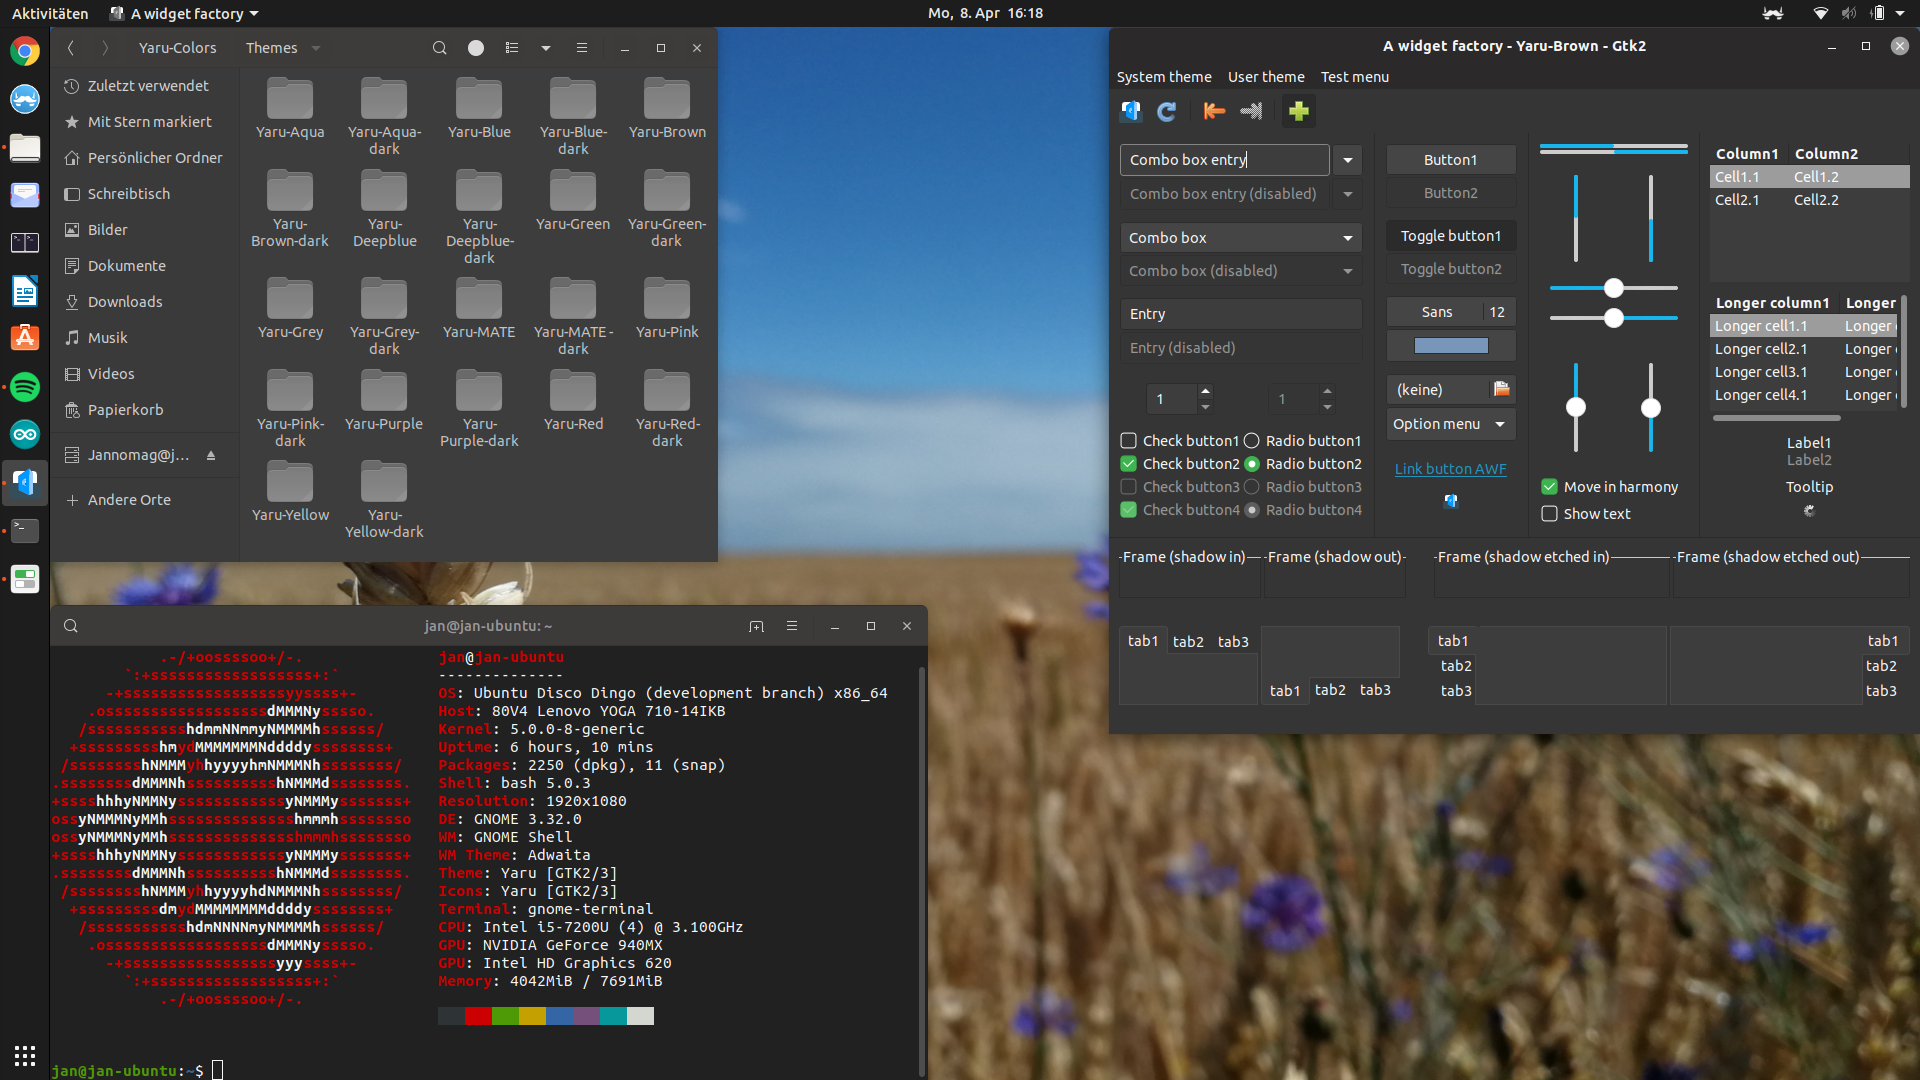 Aktivitäten
A widget factory
Mo, 8. Apr 16:18
Yaru-Colors
Themes
Zuletzt verwendet
Mit Stern markiert
Persönlicher Ordner
Schreibtisch
Bilder
Dokumente
Downloads
Musik
Videos
Papierkorb
Jannomag@j…
Andere Orte
Yaru-Aqua
Yaru-Aqua-
dark
Yaru-Blue
Yaru-Blue-
dark
Yaru-Brown
Yaru-
Brown-dark
Yaru-
Deepblue
Yaru-
Deepblue-
dark
Yaru-Green
Yaru-Green-
dark
Yaru-Grey
Yaru-Grey-
dark
Yaru-MATE
Yaru-MATE-
dark
Yaru-Pink
Yaru-Pink-
dark
Yaru-Purple
Yaru-
Purple-dark
Yaru-Red
Yaru-Red-
dark
Yaru-Yellow
Yaru-
Yellow-dark
A widget factory - Yaru-Brown - Gtk2
System theme User theme Test menu
Combo box entry
Combo box entry (disabled)
Combo box
Combo box (disabled)
Entry
Entry (disabled)
1
1
Check button1 Radio button1
Check button2 Radio button2
Check button3 Radio button3
Check button4 Radio button4
Button1
Button2
Toggle button1
Toggle button2
Sans 12
(keine)
Option menu
Link button AWF
Move in harmony
Show text
Column1 Column2
Cell1.1 Cell1.2
Cell2.1 Cell2.2
Longer column1 Longer
Longer cell1.1 Longer
Longer cell2.1 Longer
Longer cell3.1 Longer
Longer cell4.1 Longer
Label1
Label2
Tooltip
Frame (shadow in) Frame (shadow out) Frame (shadow etched in) Frame (shadow etched out)
tab1 tab2 tab3
tab1 tab2 tab3
tab1
tab2
tab3
tab1
tab2
tab3
jan@jan-ubuntu: ~
jan@jan-ubuntu
--------------
OS: Ubuntu Disco Dingo (development branch) x86_64
Host: 80V4 Lenovo YOGA 710-14IKB
Kernel: 5.0.0-8-generic
Uptime: 6 hours, 10 mins
Packages: 2250 (dpkg), 11 (snap)
Shell: bash 5.0.3
Resolution: 1920x1080
DE: GNOME 3.32.0
WM: GNOME Shell
WM Theme: Adwaita
Theme: Yaru [GTK2/3]
Icons: Yaru [GTK2/3]
Terminal: gnome-terminal
CPU: Intel i5-7200U (4) @ 3.100GHz
GPU: NVIDIA GeForce 940MX
GPU: Intel HD Graphics 620
Memory: 4042MiB / 7691MiB
jan@jan-ubuntu:~$